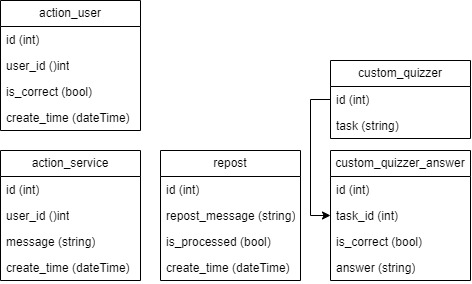 action_user
id (int)
user_id ()int
is_correct (bool)
create_time (dateTime)
custom_quizzer
id (int)
task (string)
action_service
id (int)
user_id ()int
message (string)
create_time (dateTime)
repost
id (int)
repost_message (string)
is_processed (bool)
create_time (dateTime)
custom_quizzer_answer
id (int)
task_id (int)
is_correct (bool)
answer (string)